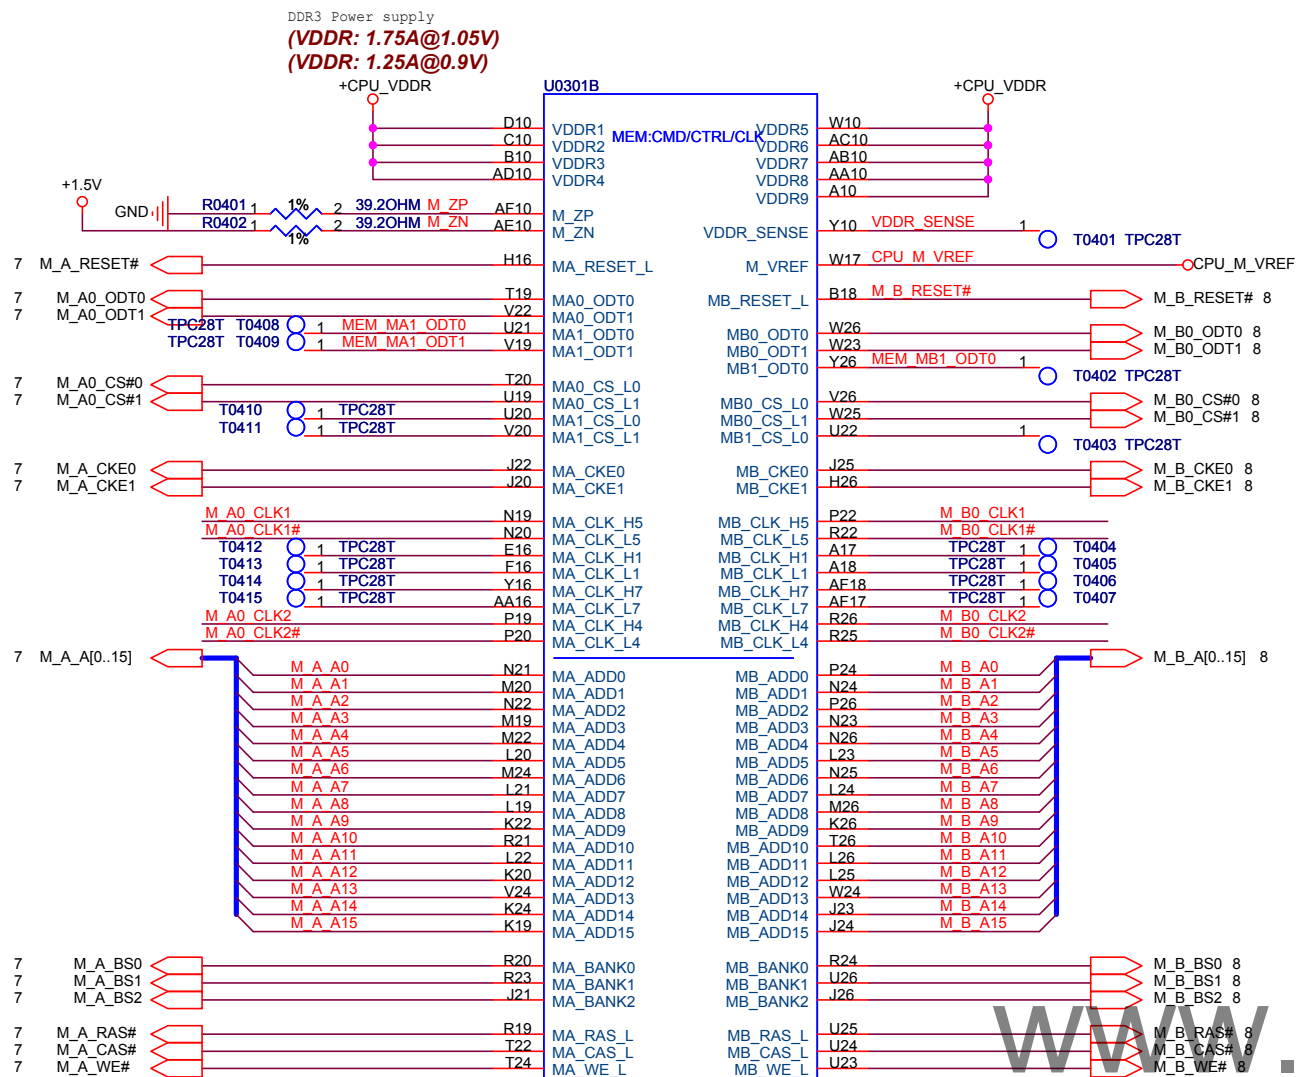 DDR3 Power supply
(VDDR: 1.75A@1.05V)
(VDDR: 1.25A@0.9V)
+CPU_VDDR U0301B +CPU_VDDR
MEM:CMD/CTRL/CLK
D10 VDDR1 VDDR5 W10
C10 VDDR2 VDDR6 AC10
B10 VDDR3 VDDR7 AB10
AD10 VDDR4 VDDR8 AA10
VDDR9 A10
+1.5V
GND R0401 1 1% 2 39.2OHM M_ZP AF10 M_ZP
R0402 1 1% 2 39.2OHM M_ZN AE10 M_ZN VDDR_SENSE Y10 VDDR_SENSE 1 T0401 TPC28T
7 M_A_RESET# H16 MA_RESET_L M_VREF W17 CPU_M_VREF CPU_M_VREF
7 M_A0_ODT0 T19 MA0_ODT0 MB_RESET_L B18 M_B_RESET# M_B_RESET# 8
7 M_A0_ODT1 V22 MA0_ODT1
TPC28T T0408 1 MEM_MA1_ODT0 U21 MA1_ODT0 MB0_ODT0 W26 M_B0_ODT0 8
TPC28T T0409 1 MEM_MA1_ODT1 V19 MA1_ODT1 MB0_ODT1 W23 M_B0_ODT1 8
MB1_ODT0 Y26 MEM_MB1_ODT0 1 T0402 TPC28T
7 M_A0_CS#0 T20 MA0_CS_L0
7 M_A0_CS#1 U19 MA0_CS_L1 MB0_CS_L0 V26 M_B0_CS#0 8
T0410 1 TPC28T U20 MA1_CS_L0 MB0_CS_L1 W25 M_B0_CS#1 8
T0411 1 TPC28T V20 MA1_CS_L1 MB1_CS_L0 U22 1 T0403 TPC28T
7 M_A_CKE0 J22 MA_CKE0 MB_CKE0 J25 M_B_CKE0 8
7 M_A_CKE1 J20 MA_CKE1 MB_CKE1 H26 M_B_CKE1 8
M_A0_CLK1 N19 MA_CLK_H5 MB_CLK_H5 P22 M_B0_CLK1
M_A0_CLK1# N20 MA_CLK_L5 MB_CLK_L5 R22 M_B0_CLK1#
T0412 1 TPC28T E16 MA_CLK_H1 MB_CLK_H1 A17 TPC28T 1 T0404
T0413 1 TPC28T F16 MA_CLK_L1 MB_CLK_L1 A18 TPC28T 1 T0405
T0414 1 TPC28T Y16 MA_CLK_H7 MB_CLK_H7 AF18 TPC28T 1 T0406
T0415 1 TPC28T AA16 MA_CLK_L7 MB_CLK_L7 AF17 TPC28T 1 T0407
M_A0_CLK2 P19 MA_CLK_H4 MB_CLK_H4 R26 M_B0_CLK2
M_A0_CLK2# P20 MA_CLK_L4 MB_CLK_L4 R25 M_B0_CLK2#
7 M_A_A[0..15] M_B_A[0..15] 8
M_A_A0 N21 MA_ADD0 MB_ADD0 P24 M_B_A0
M_A_A1 M20 MA_ADD1 MB_ADD1 N24 M_B_A1
M_A_A2 N22 MA_ADD2 MB_ADD2 P26 M_B_A2
M_A_A3 M19 MA_ADD3 MB_ADD3 N23 M_B_A3
M_A_A4 M22 MA_ADD4 MB_ADD4 N26 M_B_A4
M_A_A5 L20 MA_ADD5 MB_ADD5 L23 M_B_A5
M_A_A6 M24 MA_ADD6 MB_ADD6 N25 M_B_A6
M_A_A7 L21 MA_ADD7 MB_ADD7 L24 M_B_A7
M_A_A8 L19 MA_ADD8 MB_ADD8 M26 M_B_A8
M_A_A9 K22 MA_ADD9 MB_ADD9 K26 M_B_A9
M_A_A10 R21 MA_ADD10 MB_ADD10 T26 M_B_A10
M_A_A11 L22 MA_ADD11 MB_ADD11 L26 M_B_A11
M_A_A12 K20 MA_ADD12 MB_ADD12 L25 M_B_A12
M_A_A13 V24 MA_ADD13 MB_ADD13 W24 M_B_A13
M_A_A14 K24 MA_ADD14 MB_ADD14 J23 M_B_A14
M_A_A15 K19 MA_ADD15 MB_ADD15 J24 M_B_A15
7 M_A_BS0 R20 MA_BANK0 MB_BANK0 R24 M_B_BS0 8
7 M_A_BS1 R23 MA_BANK1 MB_BANK1 U26 M_B_BS1 8
7 M_A_BS2 J21 MA_BANK2 MB_BANK2 J26 M_B_BS2 8
7 M_A_RAS# R19 MA_RAS_L MB_RAS_L U25 M_B_RAS# 8
7 M_A_CAS# T22 MA_CAS_L MB_CAS_L U24 M_B_CAS# 8
7 M_A_WE# T24 MA_WE_L MB_WE_L U23 M_B_WE# 8
www.